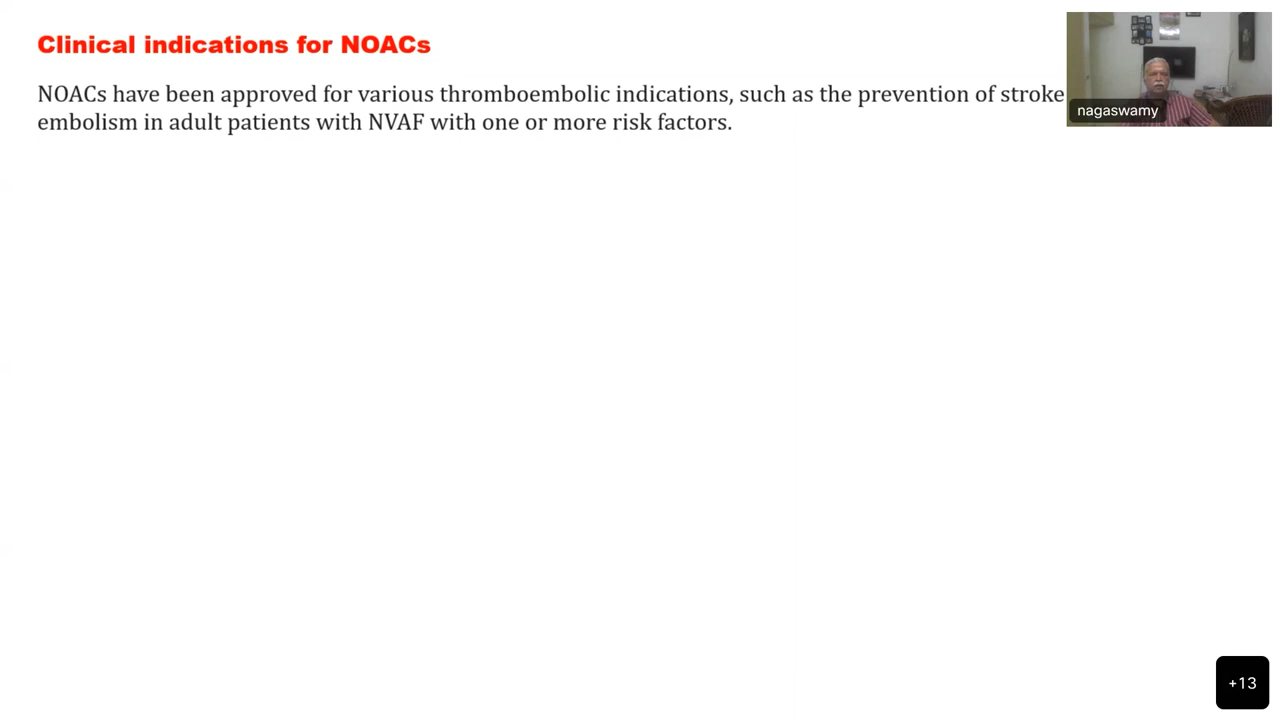 Clinical indications for NOACs
NOACs have been approved for various thromboembolic indications, such as the prevention of stroke
embolism in adult patients with NVAF with one or more risk factors.
nagaswamy
+13